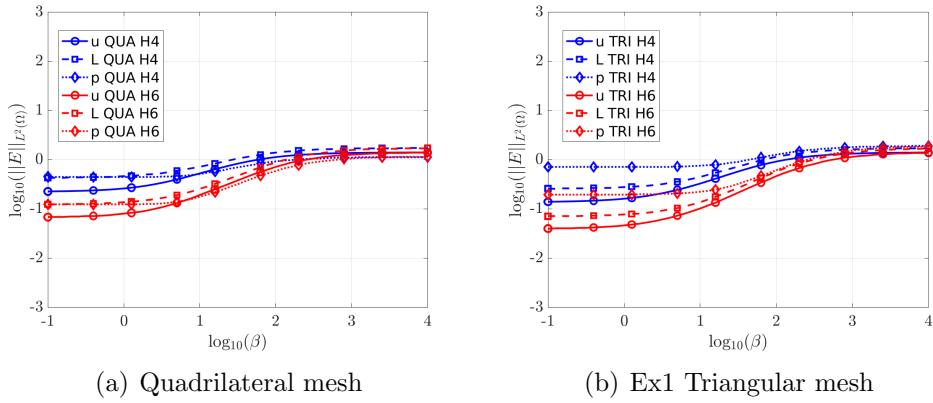 3
2
1
0
-1
-2
-3
log10(||E||L2(Ω))
u QUA H4
L QUA H4
p QUA H4
u QUA H6
L QUA H6
p QUA H6
-1 0 1 2 3 4
log10(β)
(a) Quadrilateral mesh
3
2
1
0
-1
-2
-3
log10(||E||L2(Ω))
u TRI H4
L TRI H4
p TRI H4
u TRI H6
L TRI H6
p TRI H6
-1 0 1 2 3 4
log10(β)
(b) Ex1 Triangular mesh